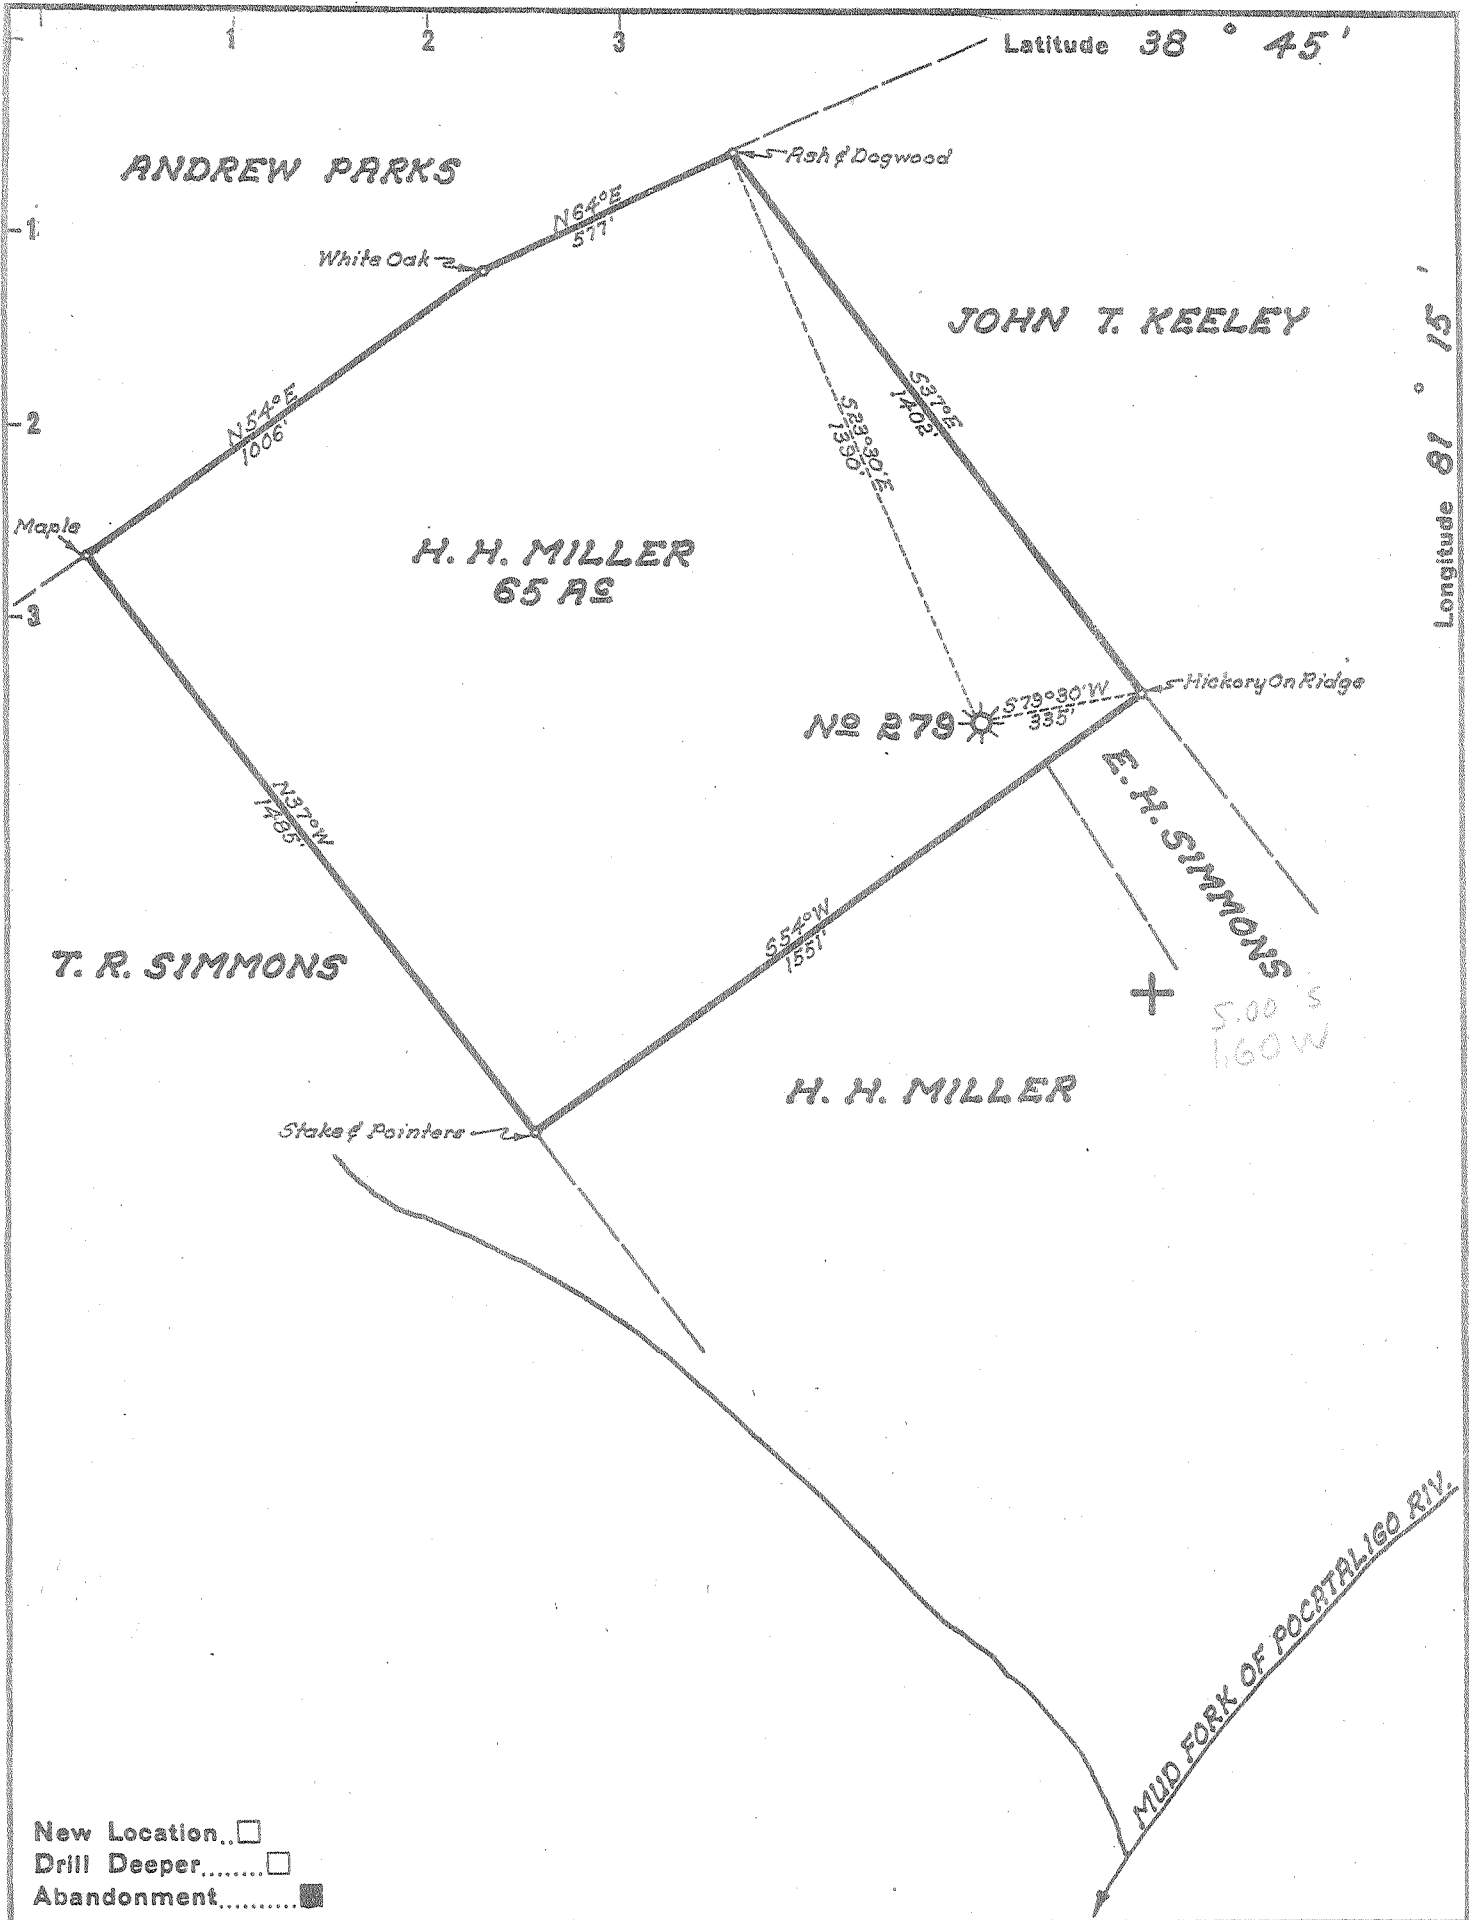 1 2 3
Latitude 38 ° 45'
ANDREW PARKS
Ash & Dogwood
N64°E
577'
1
White Oak
JOHN T. KEELEY
Longitude 81 ° 15'
S37°E
1402'
N54°E
1006'
2
S23°30'E
1390'
Maple
H. H. MILLER
65 Ac
3
Hickory On Ridge
S79°30'W
335'
No 279
E. H. SIMMONS
N37°W
1485'
S54°W
1551'
T. R. SIMMONS
5.00 S
1.60 W
H. H. MILLER
Stake & Pointers
MUD FORK OF POCATALIGO RIV.
New Location..
Drill Deeper........
Abandonment..........